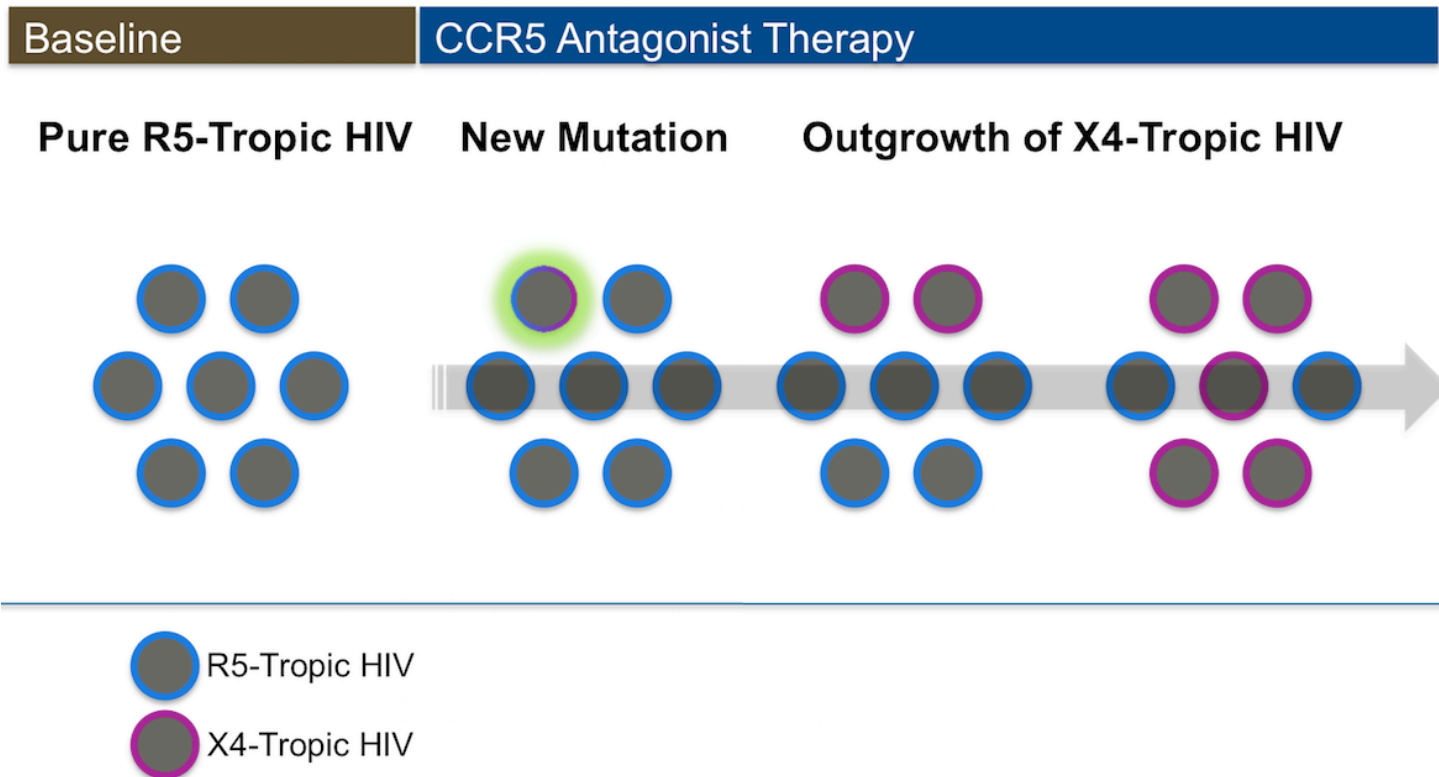 Baseline
CCR5 Antagonist Therapy
Pure R5-Tropic HIV
New Mutation
Outgrowth of X4-Tropic HIV
R5-Tropic HIV
X4-Tropic HIV